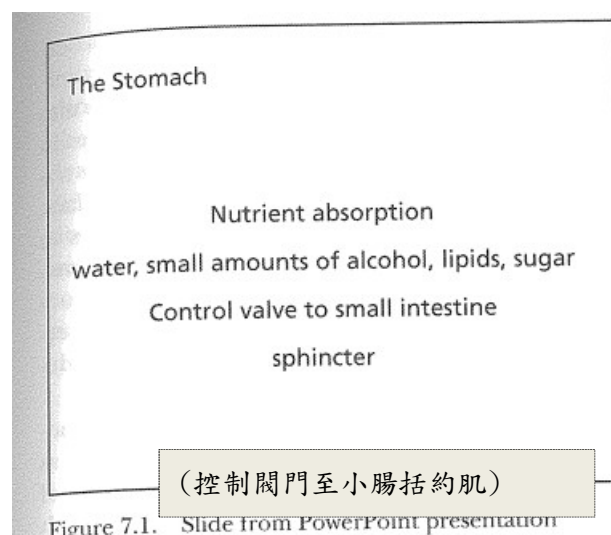 The Stomach
Nutrient absorption
water, small amounts of alcohol, lipids, sugar
Control valve to small intestine
sphincter
(控制閥門至小腸括約肌)
Figure 7.1. Slide from PowerPoint presentation